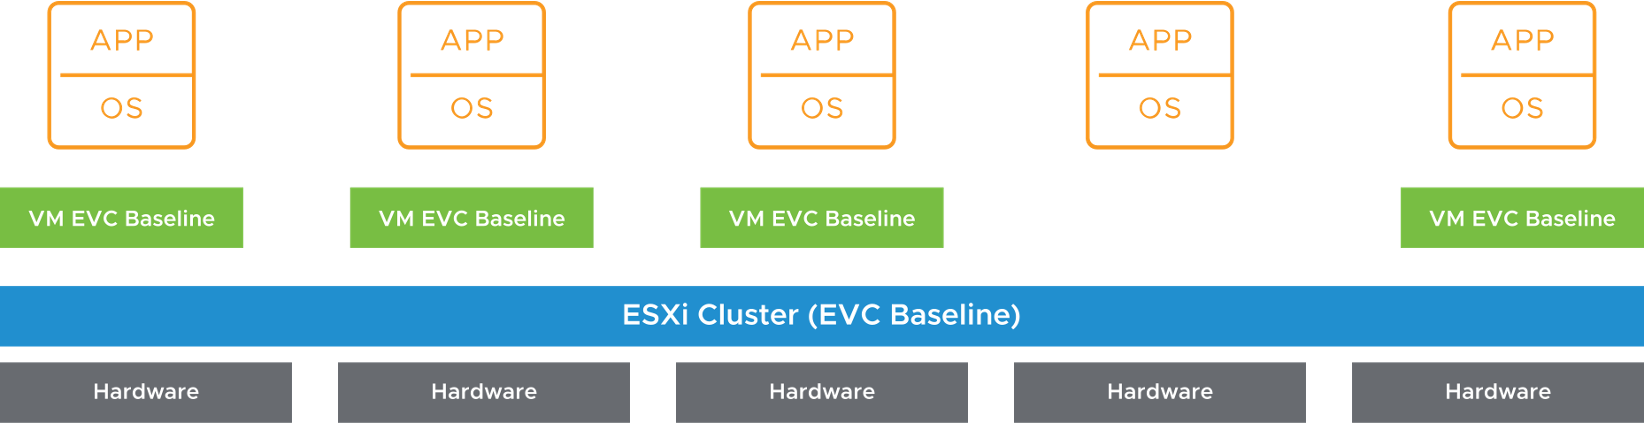 APP APP APP APP APP
OS OS OS OS OS
VM EVC Baseline VM EVC Baseline VM EVC Baseline VM EVC Baseline
ESXi Cluster (EVC Baseline)
Hardware Hardware Hardware Hardware Hardware